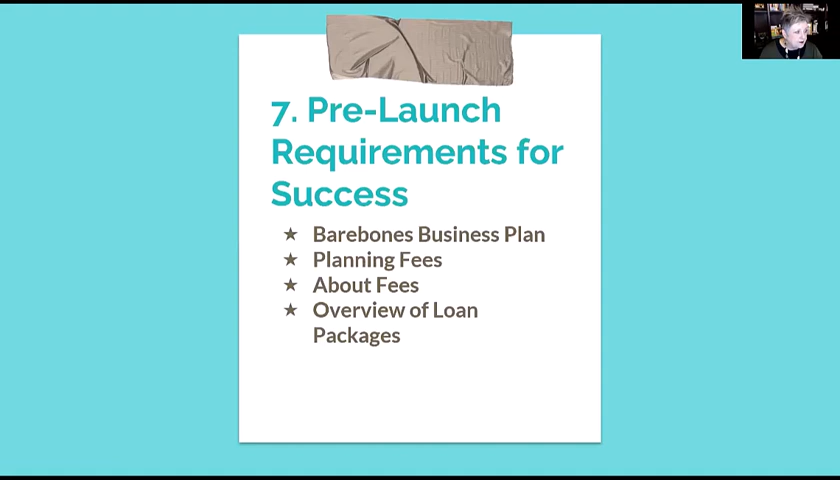 7. Pre-Launch
Requirements for
Success
★ Barebones Business Plan
★ Planning Fees
★ About Fees
★ Overview of Loan
Packages